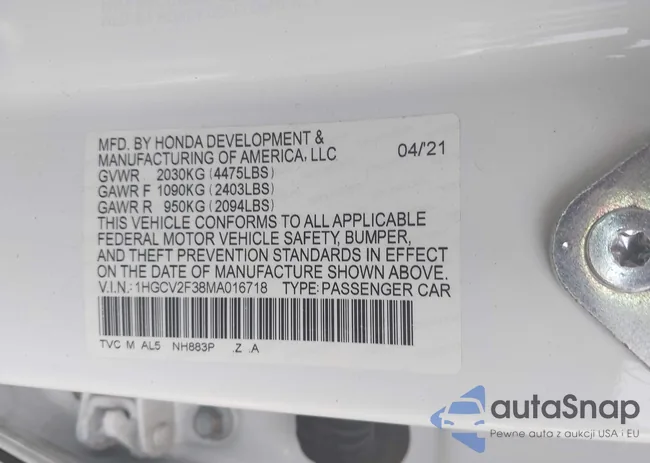 MFD. BY HONDA DEVELOPMENT &
MANUFACTURING OF AMERICA, LLC 04/'21
GVWR 2030KG (4475LBS)
GAWR F 1090KG (2403LBS)
GAWR R 950KG (2094LBS)
THIS VEHICLE CONFORMS TO ALL APPLICABLE
FEDERAL MOTOR VEHICLE SAFETY, BUMPER,
AND THEFT PREVENTION STANDARDS IN EFFECT
ON THE DATE OF MANUFACTURE SHOWN ABOVE.
V.I.N.:1HGCV2F38MA016718 TYPE:PASSENGER CAR
TVC M AL5 NH883P .Z .A
autaSnap
Pewne auta z aukcji USA i EU